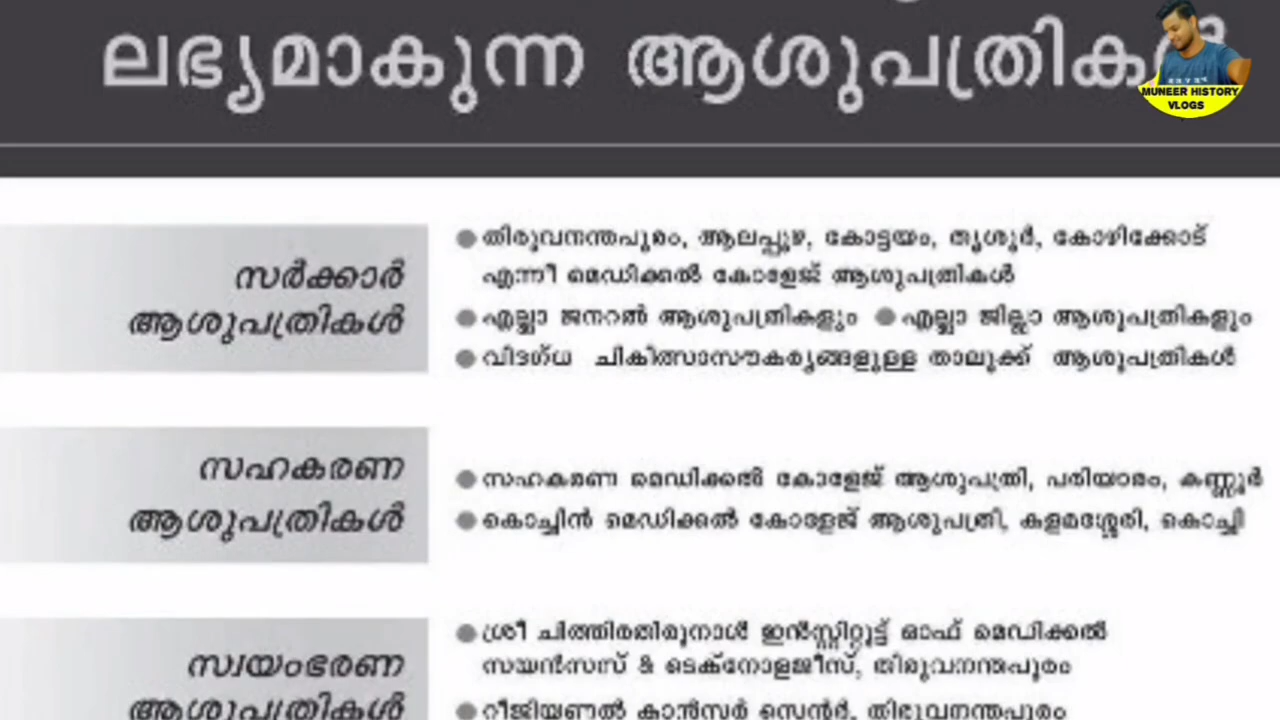 ലഭ്യമാകുന്ന ആശുപത്രികൾ
MUNEER HISTORY
VLOGS
സർക്കാർ
ആശുപത്രികൾ
● തിരുവനന്തപുരം, ആലപ്പുഴ, കോട്ടയം, തൃശൂർ, കോഴിക്കോട്
എന്നീ മെഡിക്കൽ കോളേജ് ആശുപത്രികൾ
● എല്ലാ ജനറൽ ആശുപത്രികളും ● എല്ലാ ജില്ലാ ആശുപത്രികളും
● വിദഗ്ധ ചികിത്സാസൗകര്യങ്ങളുള്ള താലൂക്ക് ആശുപത്രികൾ
സഹകരണ
ആശുപത്രികൾ
● സഹകരണ മെഡിക്കൽ കോളേജ് ആശുപത്രി, പരിയാരം, കണ്ണൂർ
● കൊച്ചിൻ മെഡിക്കൽ കോളേജ് ആശുപത്രി, കളമശ്ശേരി, കൊച്ചി
സ്വയംഭരണ
ആശുപത്രികൾ
● ശ്രീ ചിത്തിരതിരുനാൾ ഇൻസ്റ്റിറ്റൂട്ട് ഓഫ് മെഡിക്കൽ
സയൻസസ് & ടെക്നോളജീസ്, തിരുവനന്തപുരം
● റീജിയണൽ കാൻസർ സെന്റർ, തിരുവനന്തപുരം